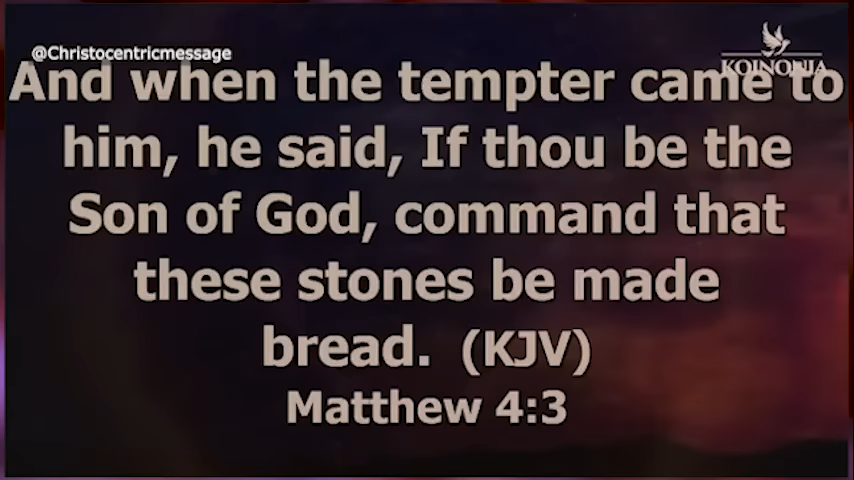 @Christocentricmessage
KOINONIA
And when the tempter came to
him, he said, If thou be the
Son of God, command that
these stones be made
bread. (KJV)
Matthew 4:3